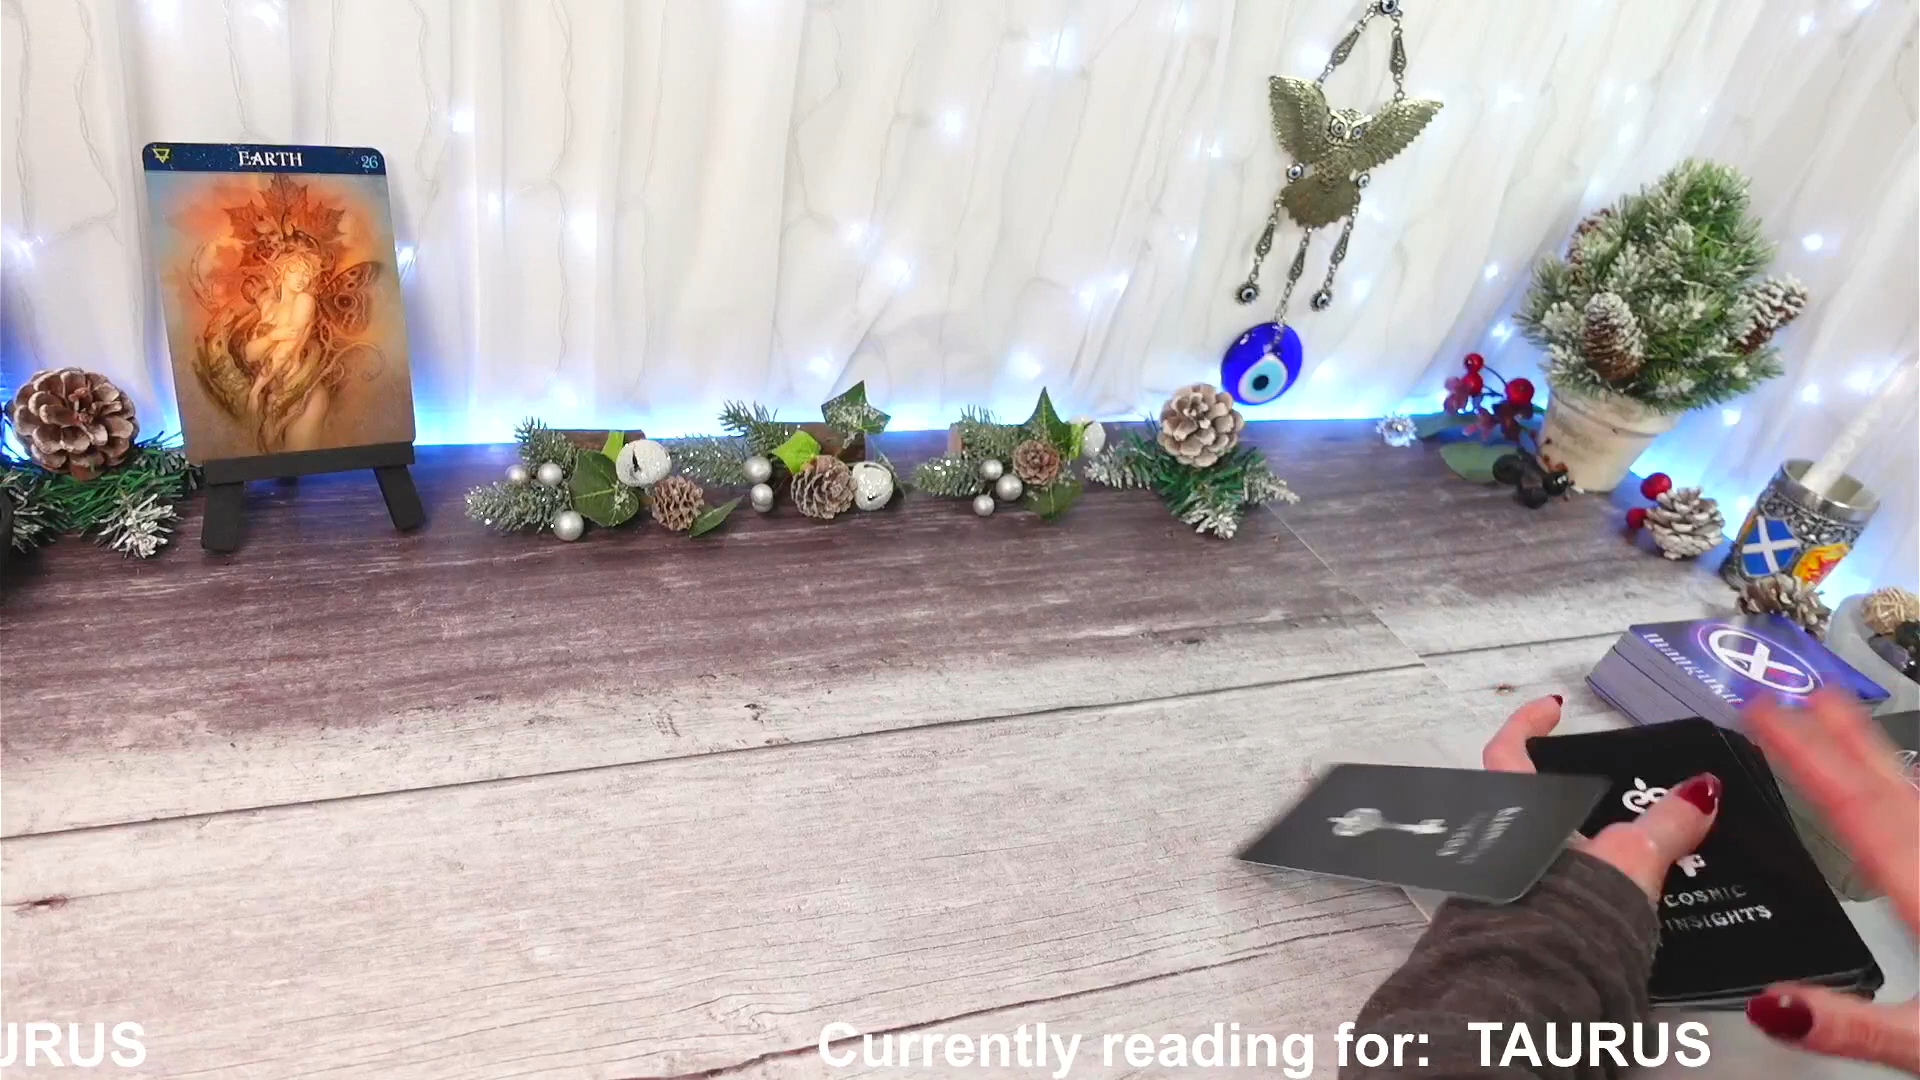 EARTH
26
COSMIC
INSIGHTS
URUS
Currently reading for: TAURUS